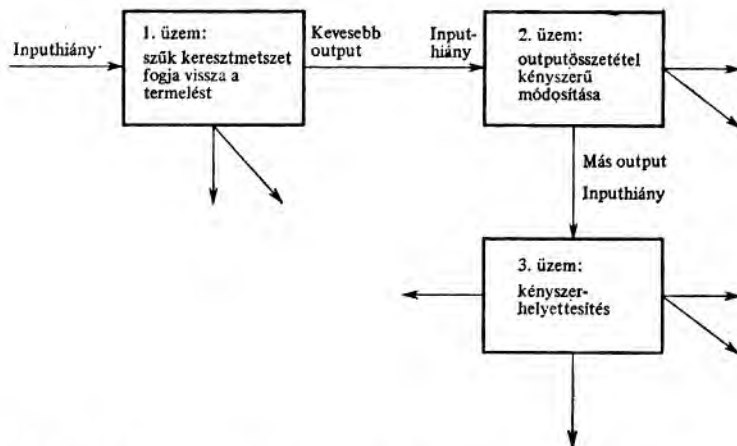 Inputhiány
1. üzem:
szűk keresztmetszet
fogja vissza a
termelést
Kevesebb
output
Input-
hiány
2. üzem:
outputösszetétel
kényszerű
módosítása
Más output
Inputhiány
3. üzem:
kényszer-
helyettesítés